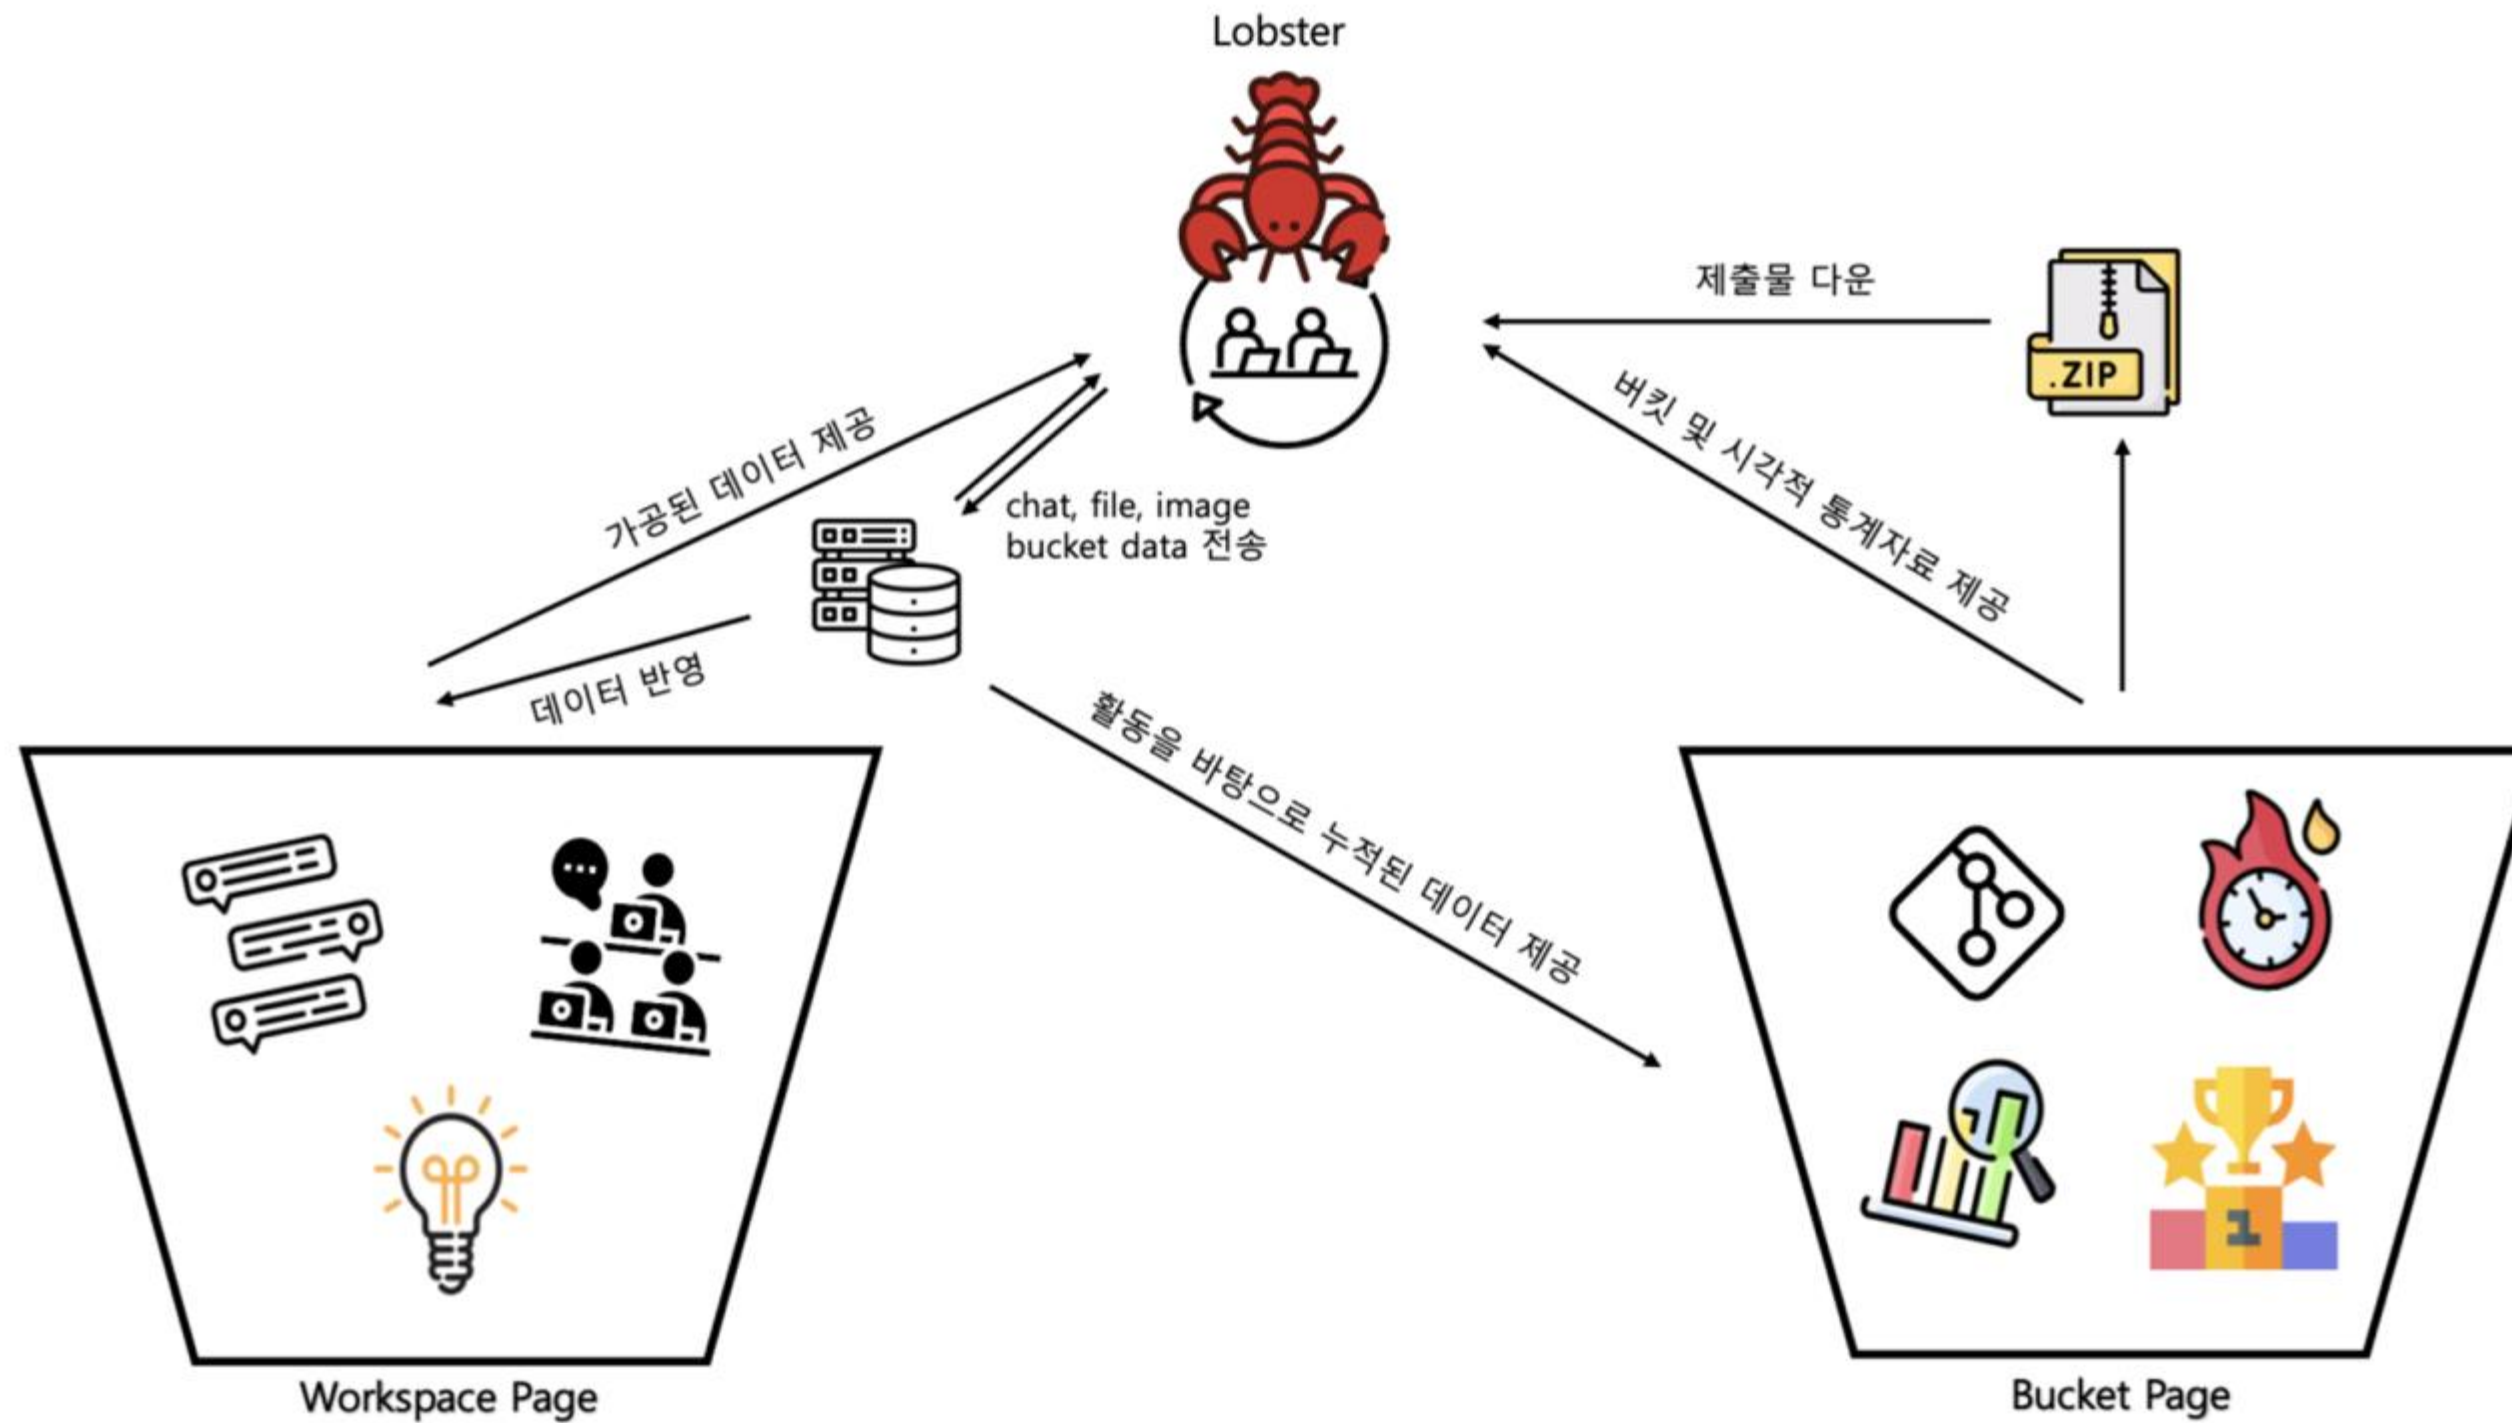 Lobster
제출물 다운
.ZIP
버킷 및 시각적 통계자료 제공
가공된 데이터 제공
chat, file, image
bucket data 전송
데이터 반영
활동을 바탕으로 누적된 데이터 제공
1
Workspace Page
Bucket Page